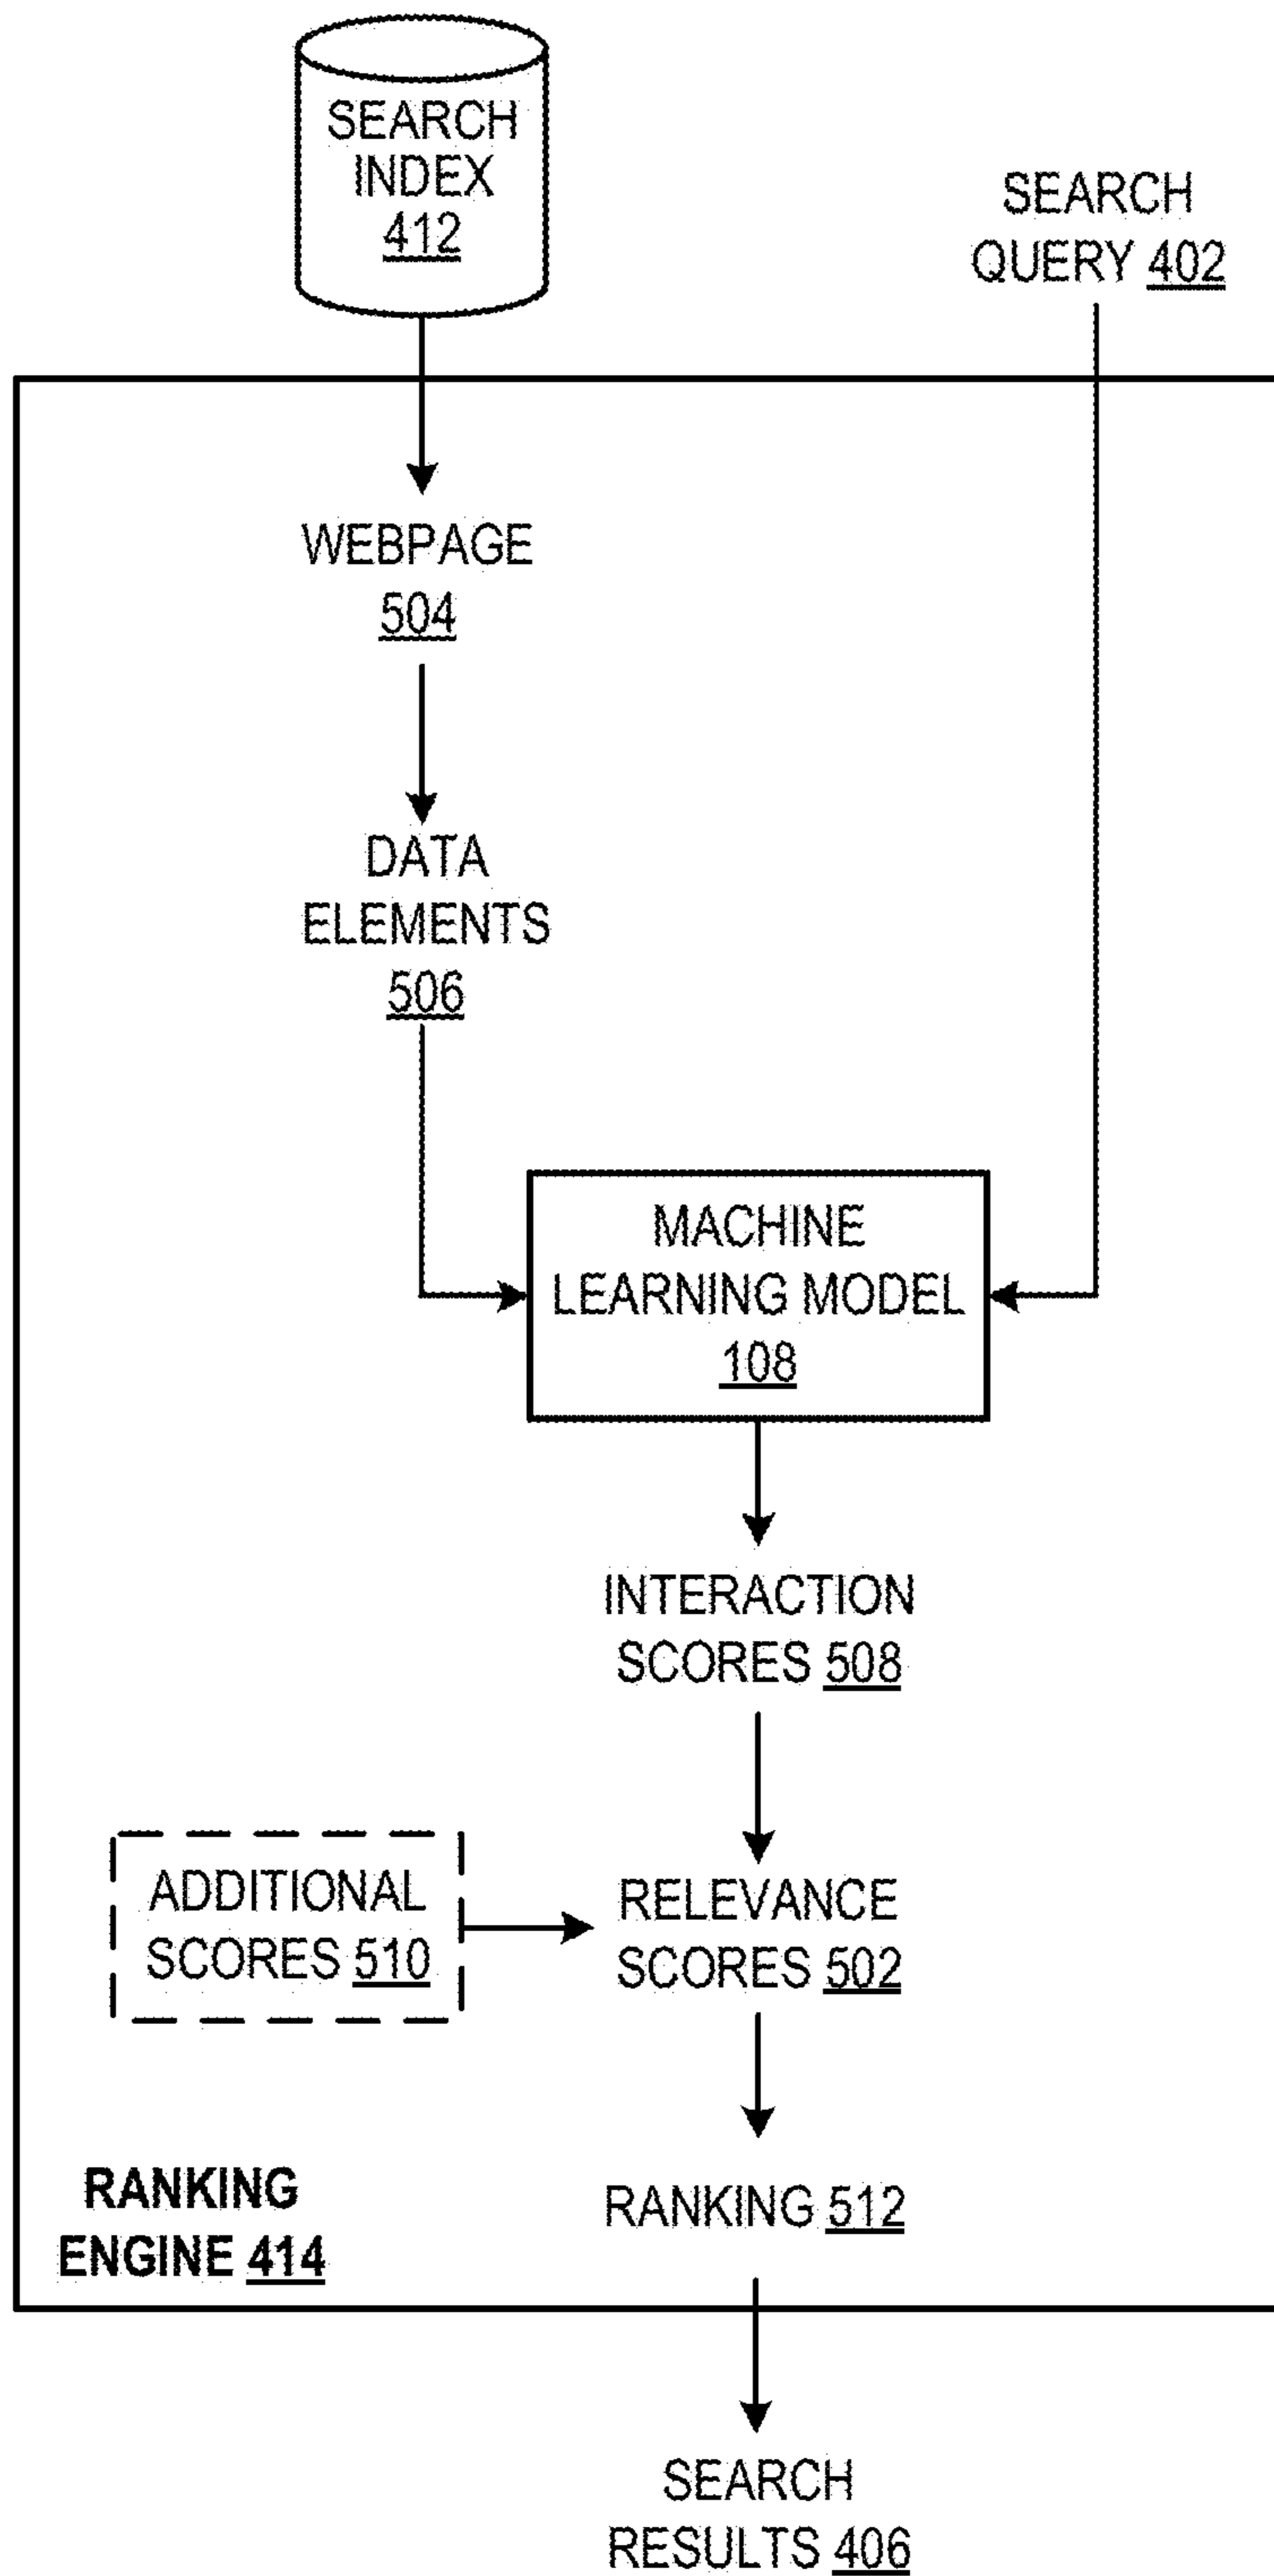 SEARCH
INDEX
412
SEARCH
QUERY 402
WEBPAGE
504
DATA
ELEMENTS
506
MACHINE
LEARNING MODEL
108
INTERACTION
SCORES 508
ADDITIONAL
SCORES 510
RELEVANCE
SCORES 502
RANKING
ENGINE 414
RANKING 512
SEARCH
RESULTS 406